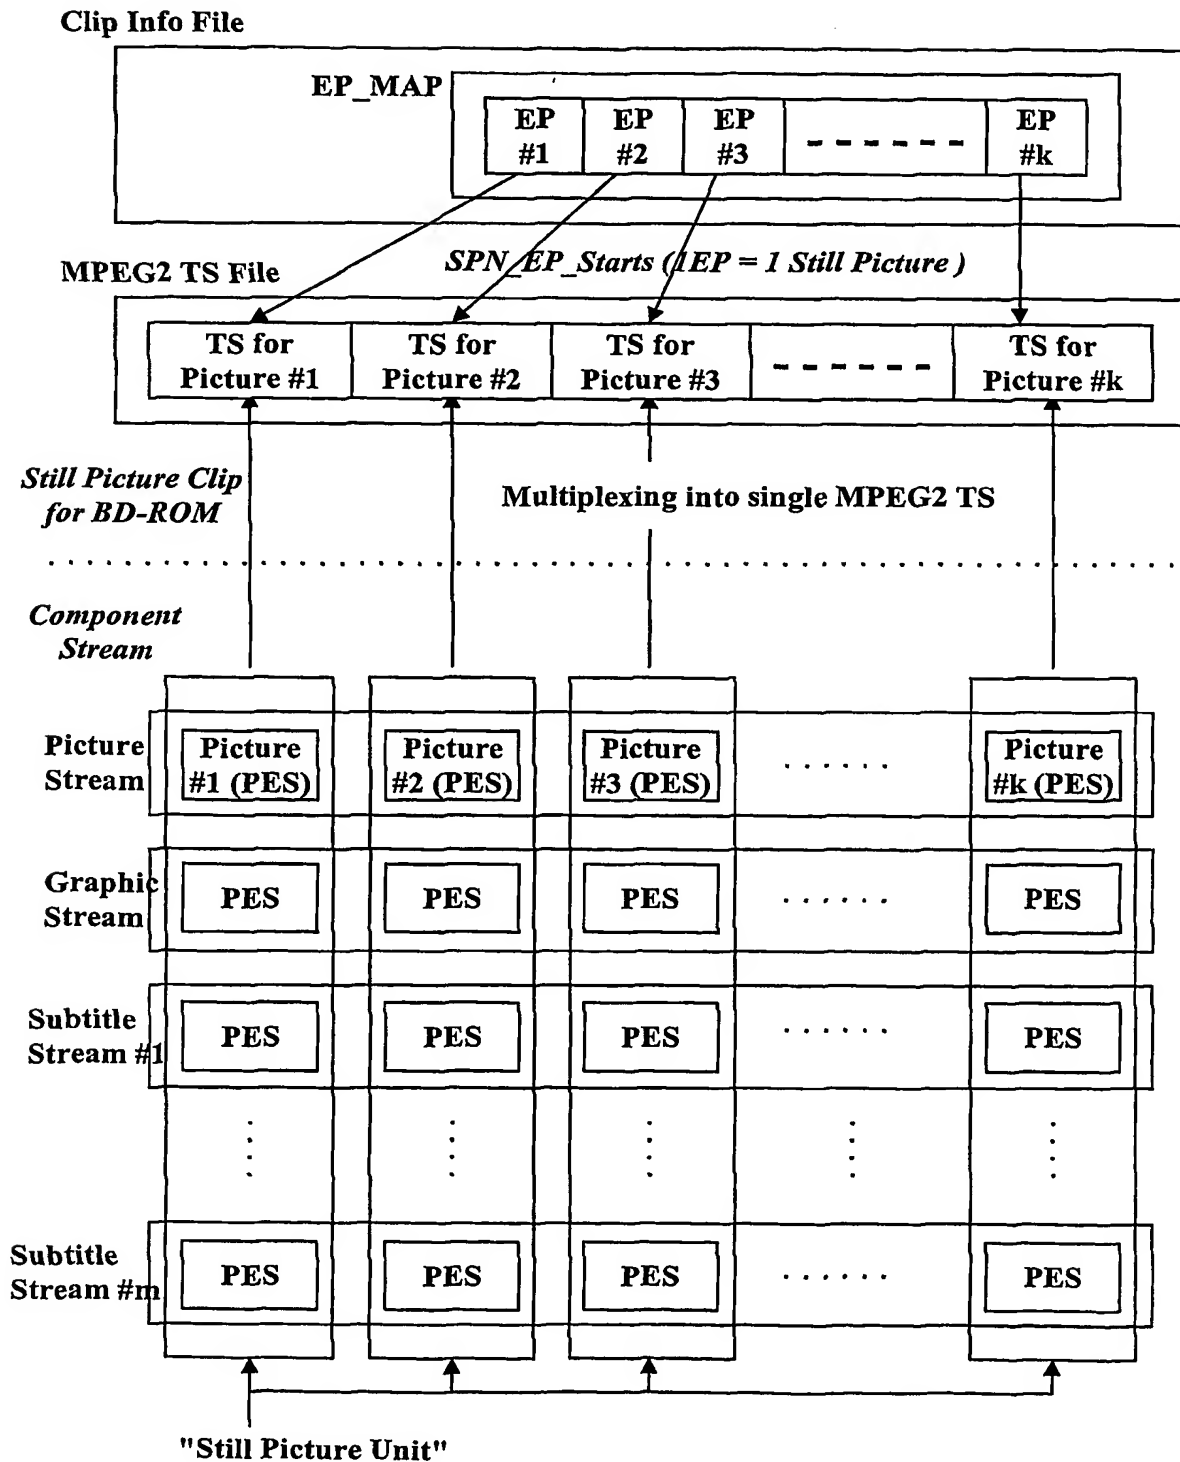 Clip Info File
EP_MAP
EP #1
EP #2
EP #3
EP #k
SPN_EP_Starts (1EP = 1 Still Picture )
MPEG2 TS File
TS for Picture #1
TS for Picture #2
TS for Picture #3
TS for Picture #k
Still Picture Clip
for BD-ROM
Multiplexing into single MPEG2 TS
Component
Stream
Picture
Stream
Picture #1 (PES)
Picture #2 (PES)
Picture #3 (PES)
Picture #k (PES)
Graphic
Stream
PES
PES
PES
PES
Subtitle
Stream #1
PES
PES
PES
PES
Subtitle
Stream #m
PES
PES
PES
PES
"Still Picture Unit"